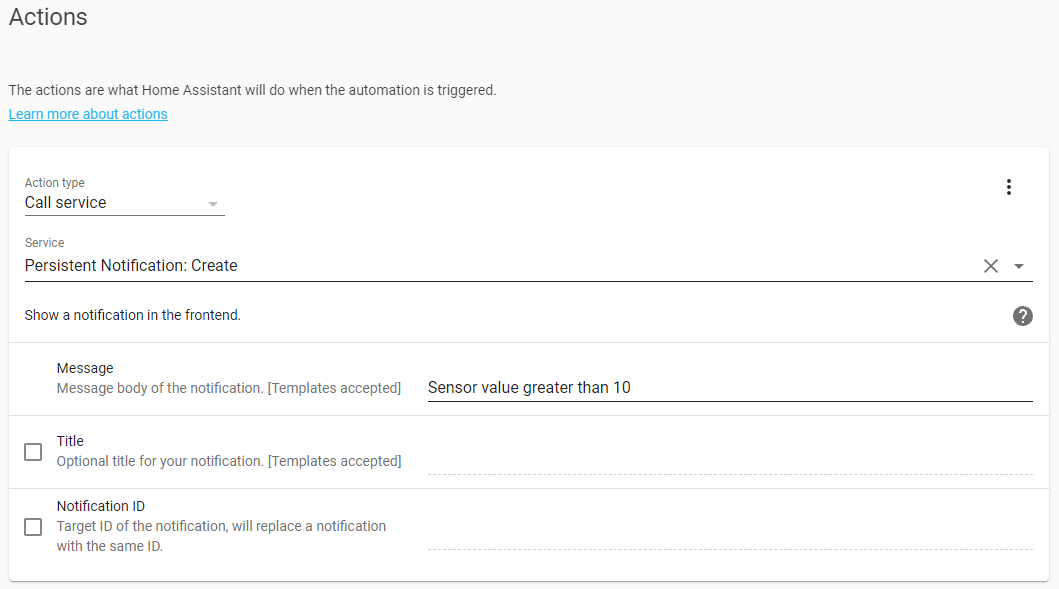 Actions
The actions are what Home Assistant will do when the automation is triggered.
Learn more about actions
Action type
Call service
Service
Persistent Notification: Create
Show a notification in the frontend.
Message
Message body of the notification. [Templates accepted]
Sensor value greater than 10
Title
Optional title for your notification. [Templates accepted]
Notification ID
Target ID of the notification, will replace a notification
with the same ID.